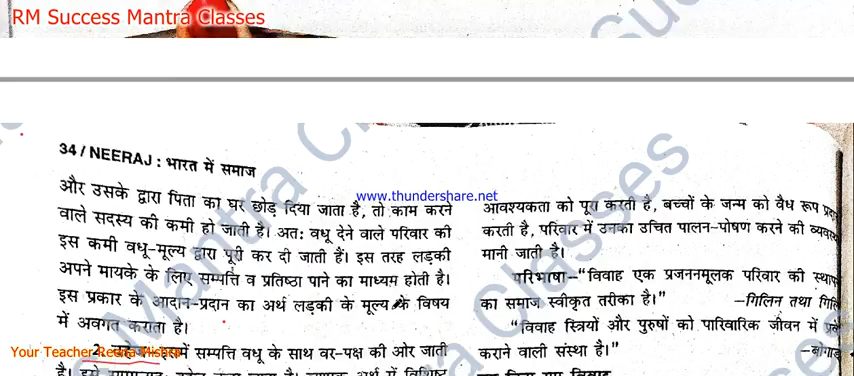 RM Success Mantra Classes
34 / NEERAJ : भारत में समाज
www.thundershare.net
और उसके द्वारा पिता का घर छोड़ दिया जाता है, तो काम करने
वाले सदस्य की कमी हो जाती है। अत: वधू देने वाले परिवार की
इस कमी वधू-मूल्य द्वारा पूरी कर दी जाती हैं। इस तरह लड़की
अपने मायके के लिए सम्पत्ति व प्रतिष्ठा पाने का माध्यम होती है।
इस प्रकार के आदान-प्रदान का अर्थ लड़की के मूल्य के विषय
में अवगत कराता है।
Your Teacher Reena Mishra
में सम्पत्ति वधू के साथ वर-पक्ष की ओर जाती
आवश्यकता को पूरा करती है, बच्चों के जन्म को वैध रूप
करती है, परिवार में उनका उचित पालन-पोषण करने की
मानी जाती है।
परिभाषा–"विवाह एक प्रजननमूलक परिवार की
का समाज स्वीकृत तरीका है।" –गिलिन तथा
"विवाह स्त्रियों और पुरुषों को पारिवारिक जीवन में
कराने वाली संस्था है।"
Mantra Classes